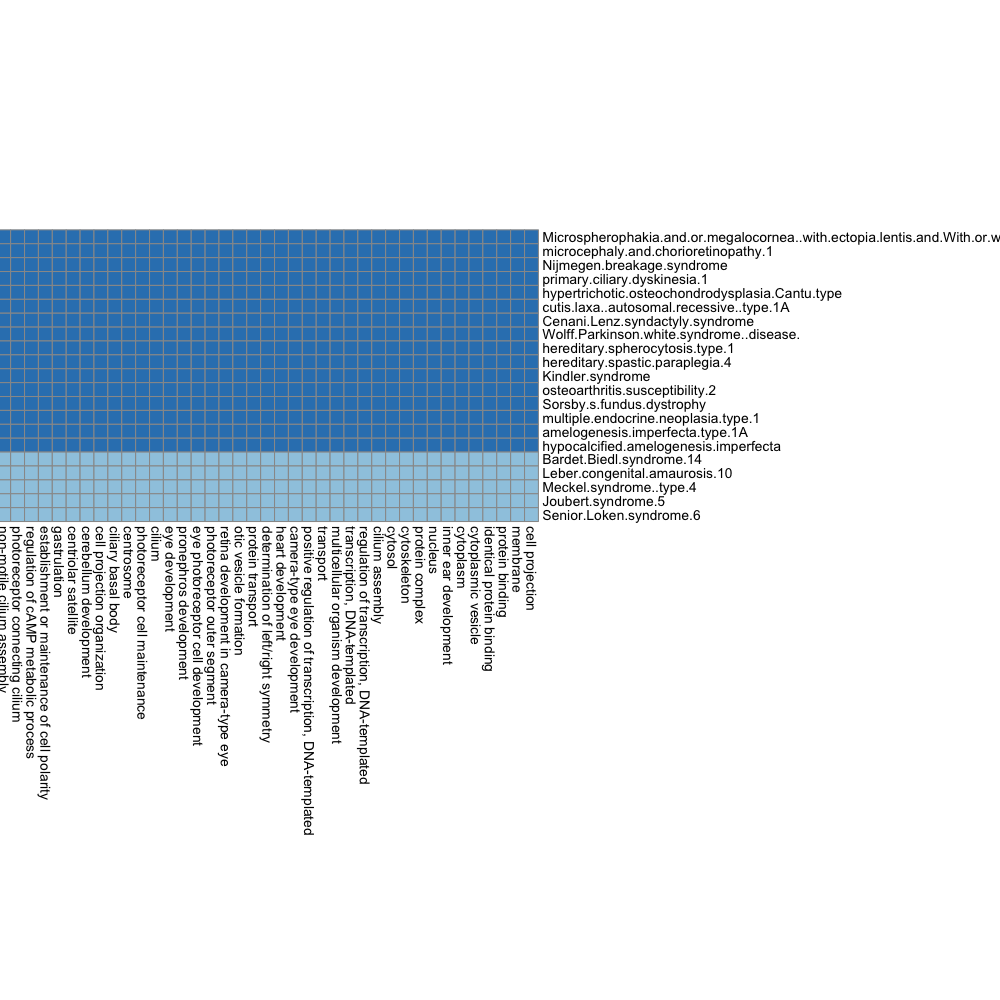 Microspherophakia.and.or.megalocornea..with.ectopia.lentis.and.With.or.w
microcephaly.and.chorioretinopathy.1
Nijmegen.breakage.syndrome
primary.ciliary.dyskinesia.1
hypertrichotic.osteochondrodysplasia.Cantu.type
cutis.laxa..autosomal.recessive..type.1A
Cenani.Lenz.syndactyly.syndrome
Wolff.Parkinson.white.syndrome..disease.
hereditary.spherocytosis.type.1
hereditary.spastic.paraplegia.4
Kindler.syndrome
osteoarthritis.susceptibility.2
Sorsby.s.fundus.dystrophy
multiple.endocrine.neoplasia.type.1
amelogenesis.imperfecta.type.1A
hypocalcified.amelogenesis.imperfecta
Bardet.Biedl.syndrome.14
Leber.congenital.amaurosis.10
Meckel.syndrome..type.4
Joubert.syndrome.5
Senior.Loken.syndrome.6
non-motile cilium assembly
photoreceptor connecting cilium
regulation of cAMP metabolic process
establishment or maintenance of cell polarity
gastrulation
centriolar satellite
cerebellum development
cell projection organization
ciliary basal body
centrosome
photoreceptor cell maintenance
cilium
eye development
pronephros development
eye photoreceptor cell development
photoreceptor outer segment
retina development in camera-type eye
otic vesicle formation
protein transport
determination of left/right symmetry
heart development
camera-type eye development
positive regulation of transcription, DNA-templated
transport
multicellular organism development
transcription, DNA-templated
regulation of transcription, DNA-templated
cilium assembly
cytosol
cytoskeleton
protein complex
nucleus
inner ear development
cytoplasm
cytoplasmic vesicle
identical protein binding
protein binding
membrane
cell projection